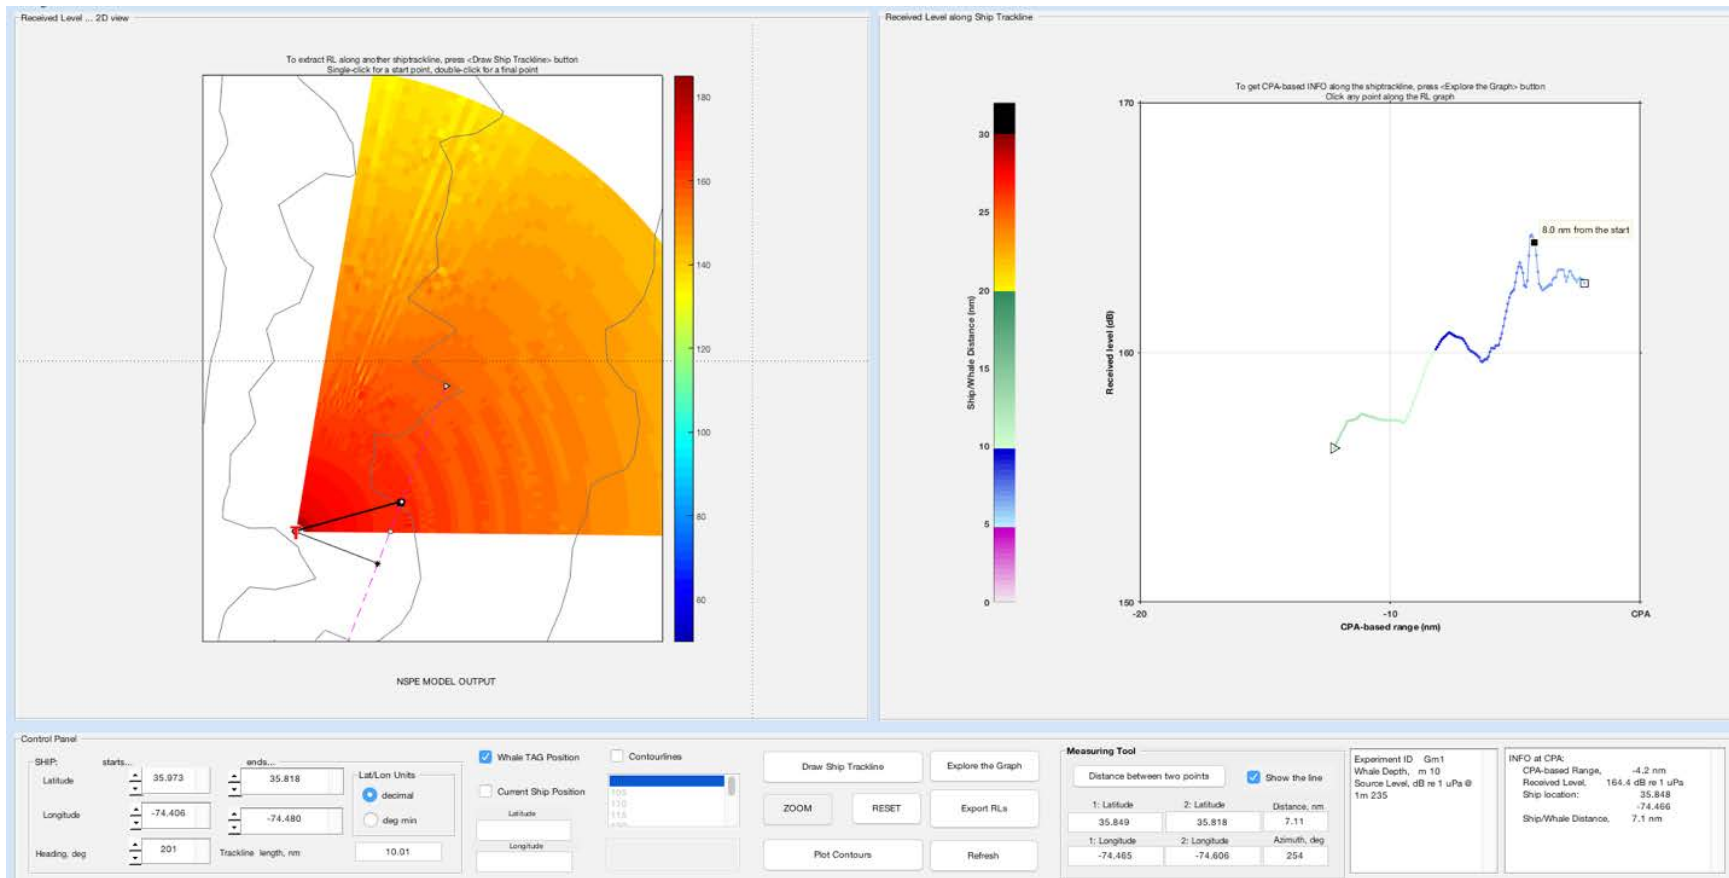 Received Level ... 2D view
To extract RL along another shiptrackline, press <Draw Ship Trackline> button
Single-click for a start point, double-click for a final point
180
160
140
120
100
80
60
T
NSPE MODEL OUTPUT
Received Level along Ship Trackline
To get CPA-based INFO along the shiptrackline, press <Explore the Graph> button
Click any point along the RL graph
30
25
20
15
10
5
0
Ship/Whale Distance (nm)
170
160
150
Received level (dB)
8.0 nm from the start
-20
-10
CPA
CPA-based range (nm)
Control Panel
SHIP:
starts...
ends...
Latitude
35.973
35.818
Longitude
-74.406
-74.480
Heading, deg
201
Trackline length, nm
10.01
Lat/Lon Units
decimal
deg min
Whale TAG Position
Current Ship Position
Latitude
Longitude
Contourlines
105
110
115
Draw Ship Trackline
Explore the Graph
ZOOM
RESET
Export RLs
Plot Contours
Refresh
Measuring Tool
Distance between two points
Show the line
1: Latitude
2: Latitude
Distance, nm
35.849
35.818
7.11
1: Longitude
2: Longitude
Azimuth, deg
-74.465
-74.606
254
Experiment ID Gm1
Whale Depth, m 10
Source Level, dB re 1 uPa @
1m 235
INFO at CPA:
CPA-based Range, -4.2 nm
Received Level, 164.4 dB re 1 uPas
Ship location: 35.848
-74.466
Ship/Whale Distance, 7.1 nm